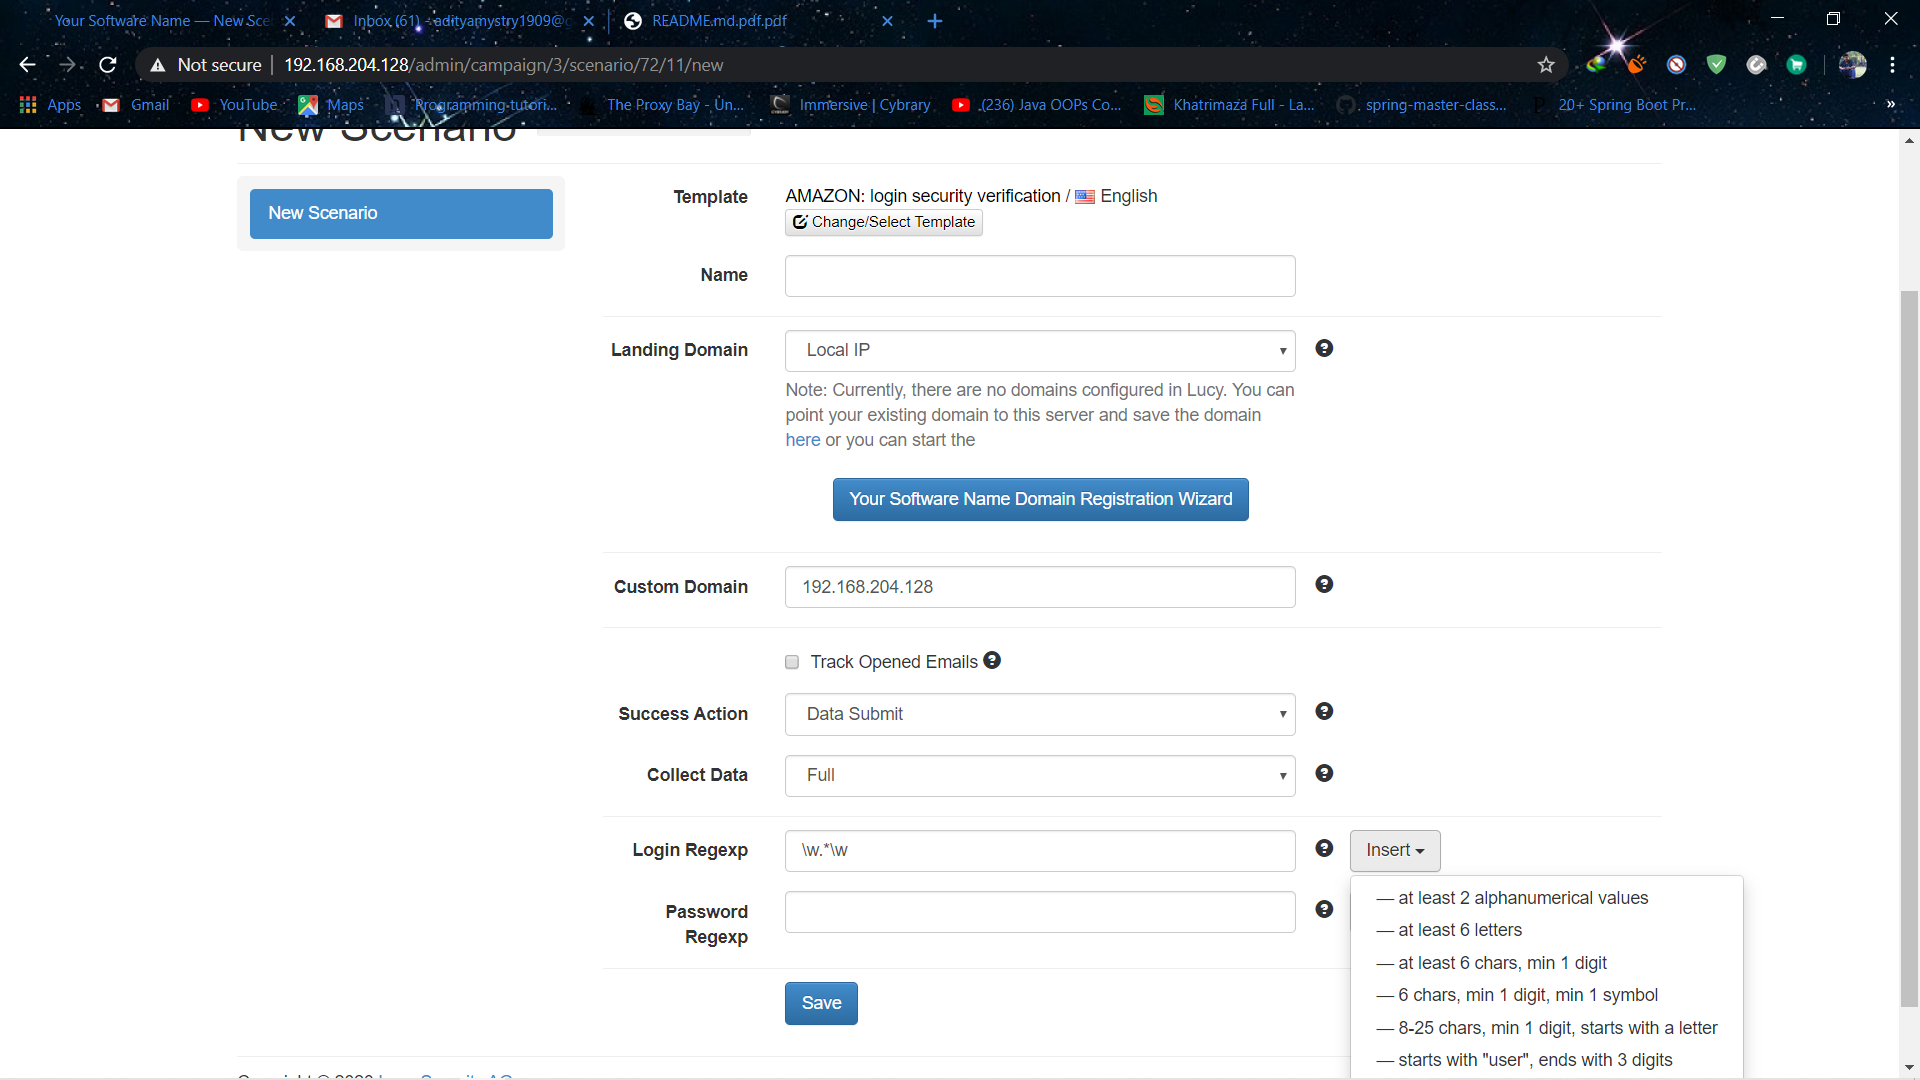 Your Software Name — New Sce
Inbox (61) - adityamystry1909@g
README.md.pdf.pdf
Not secure
192.168.204.128/admin/campaign/3/scenario/72/11/new
Apps
Gmail
YouTube
Maps
Programming-tutori...
The Proxy Bay - Un...
Immersive | Cybrary
(236) Java OOPs Co...
Khatrimaza Full - La...
spring-master-class...
20+ Spring Boot Pr...
»
New Scenario
New Scenario
Template
AMAZON: login security verification / English
Change/Select Template
Name
Landing Domain
Local IP
Note: Currently, there are no domains configured in Lucy. You can
point your existing domain to this server and save the domain
here or you can start the
Your Software Name Domain Registration Wizard
Custom Domain
192.168.204.128
Track Opened Emails
Success Action
Data Submit
Collect Data
Full
Login Regexp
\w.*\w
Insert
Password
Regexp
— at least 2 alphanumerical values
— at least 6 letters
— at least 6 chars, min 1 digit
— 6 chars, min 1 digit, min 1 symbol
— 8-25 chars, min 1 digit, starts with a letter
— starts with "user", ends with 3 digits
Save